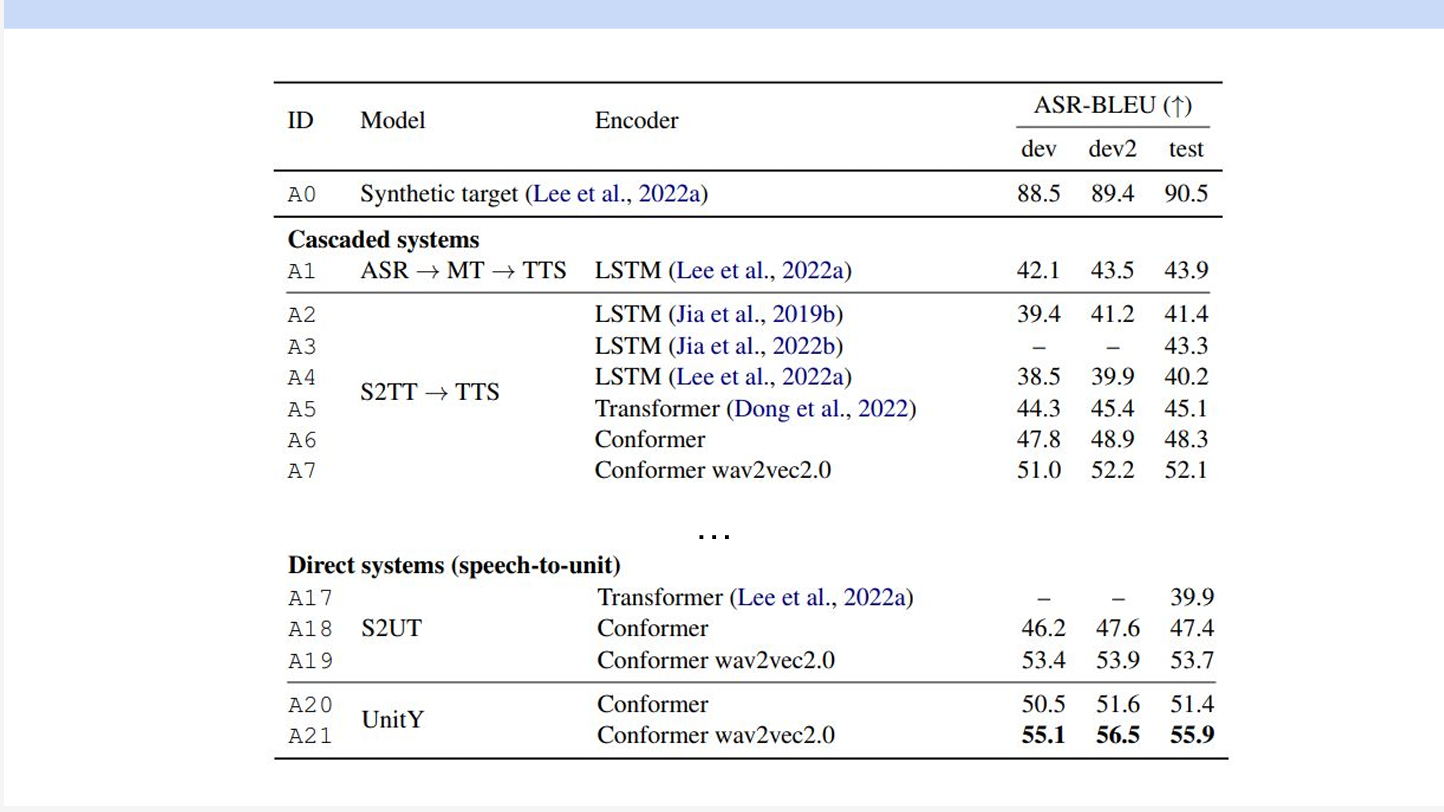 ID Model Encoder ASR-BLEU (↑)
dev dev2 test
A0 Synthetic target (Lee et al., 2022a) 88.5 89.4 90.5
Cascaded systems
A1 ASR → MT → TTS LSTM (Lee et al., 2022a) 42.1 43.5 43.9
A2 LSTM (Jia et al., 2019b) 39.4 41.2 41.4
A3 LSTM (Jia et al., 2022b) – – 43.3
A4 LSTM (Lee et al., 2022a) 38.5 39.9 40.2
S2TT → TTS
A5 Transformer (Dong et al., 2022) 44.3 45.4 45.1
A6 Conformer 47.8 48.9 48.3
A7 Conformer wav2vec2.0 51.0 52.2 52.1
...
Direct systems (speech-to-unit)
A17 Transformer (Lee et al., 2022a) – – 39.9
A18 S2UT Conformer 46.2 47.6 47.4
A19 Conformer wav2vec2.0 53.4 53.9 53.7
A20 Conformer 50.5 51.6 51.4
UnitY
A21 Conformer wav2vec2.0 55.1 56.5 55.9